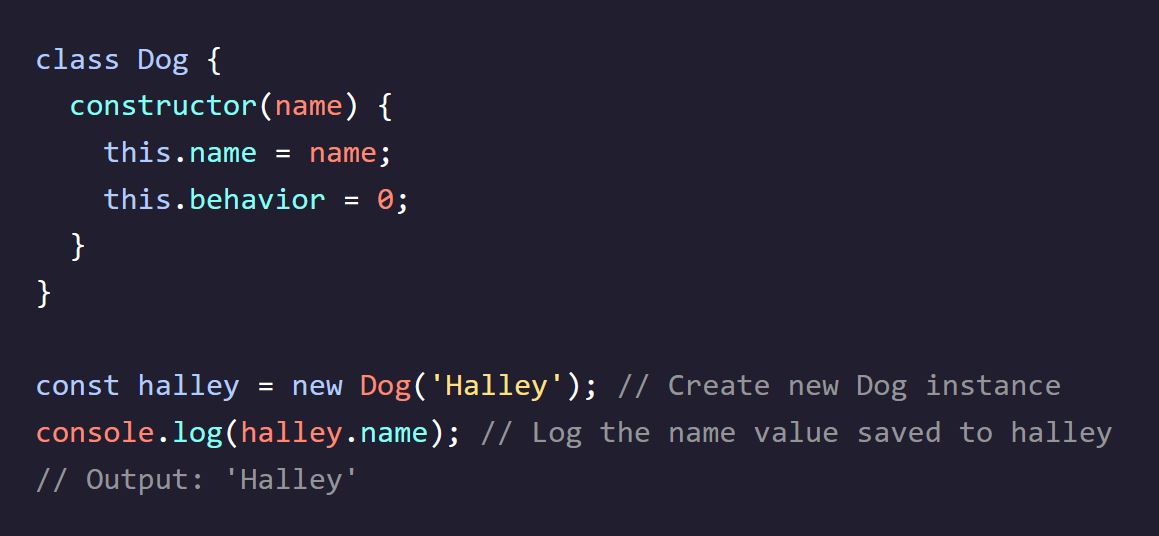 class Dog {
  constructor(name) {
    this.name = name;
    this.behavior = 0;
  }
}

const halley = new Dog('Halley'); // Create new Dog instance
console.log(halley.name); // Log the name value saved to halley
// Output: 'Halley'